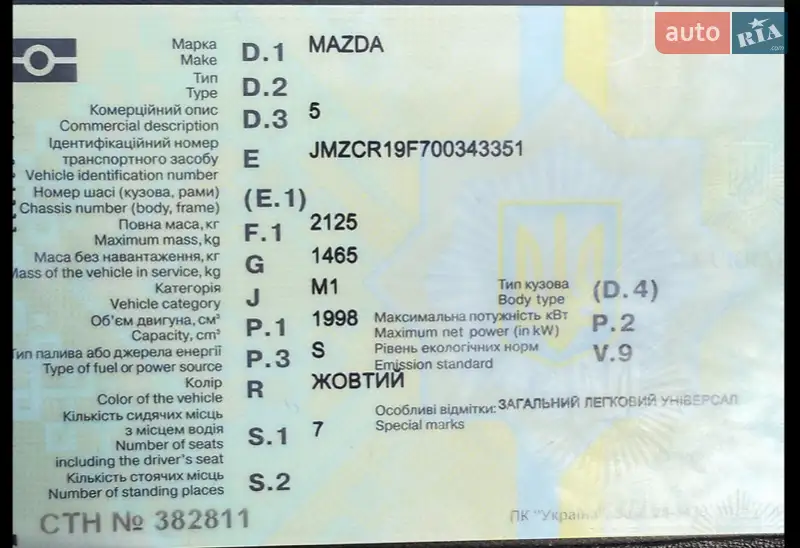 auto RIA .com
Марка
Make D.1 MAZDA
Тип
Type D.2
Комерційний опис
Commercial description D.3 5
Ідентифікаційний номер
транспортного засобу
Vehicle identification number E JMZCR19F700343351
Номер шасі (кузова, рами)
Chassis number (body, frame) (E.1)
Повна маса, кг
Maximum mass, kg F.1 2125
Маса без навантаження, кг
Mass of the vehicle in service, kg G 1465
Категорія
Vehicle category J M1
Тип кузова
Body type (D.4)
Об'єм двигуна, см³
Capacity, cm³ P.1 1998
Максимальна потужність кВт
Maximum net power (in kW) P.2
Тип палива або джерела енергії
Type of fuel or power source P.3 S
Рівень екологічних норм
Emission standard V.9
Колір
Color of the vehicle R ЖОВТИЙ
Особливі відмітки: ЗАГАЛЬНИЙ ЛЕГКОВИЙ УНІВЕРСАЛ
Special marks
Кількість сидячих місць
з місцем водія
Number of seats
including the driver's seat S.1 7
Кількість стоячих місць
Number of standing places S.2
СТН № 382811
ПК "Україна